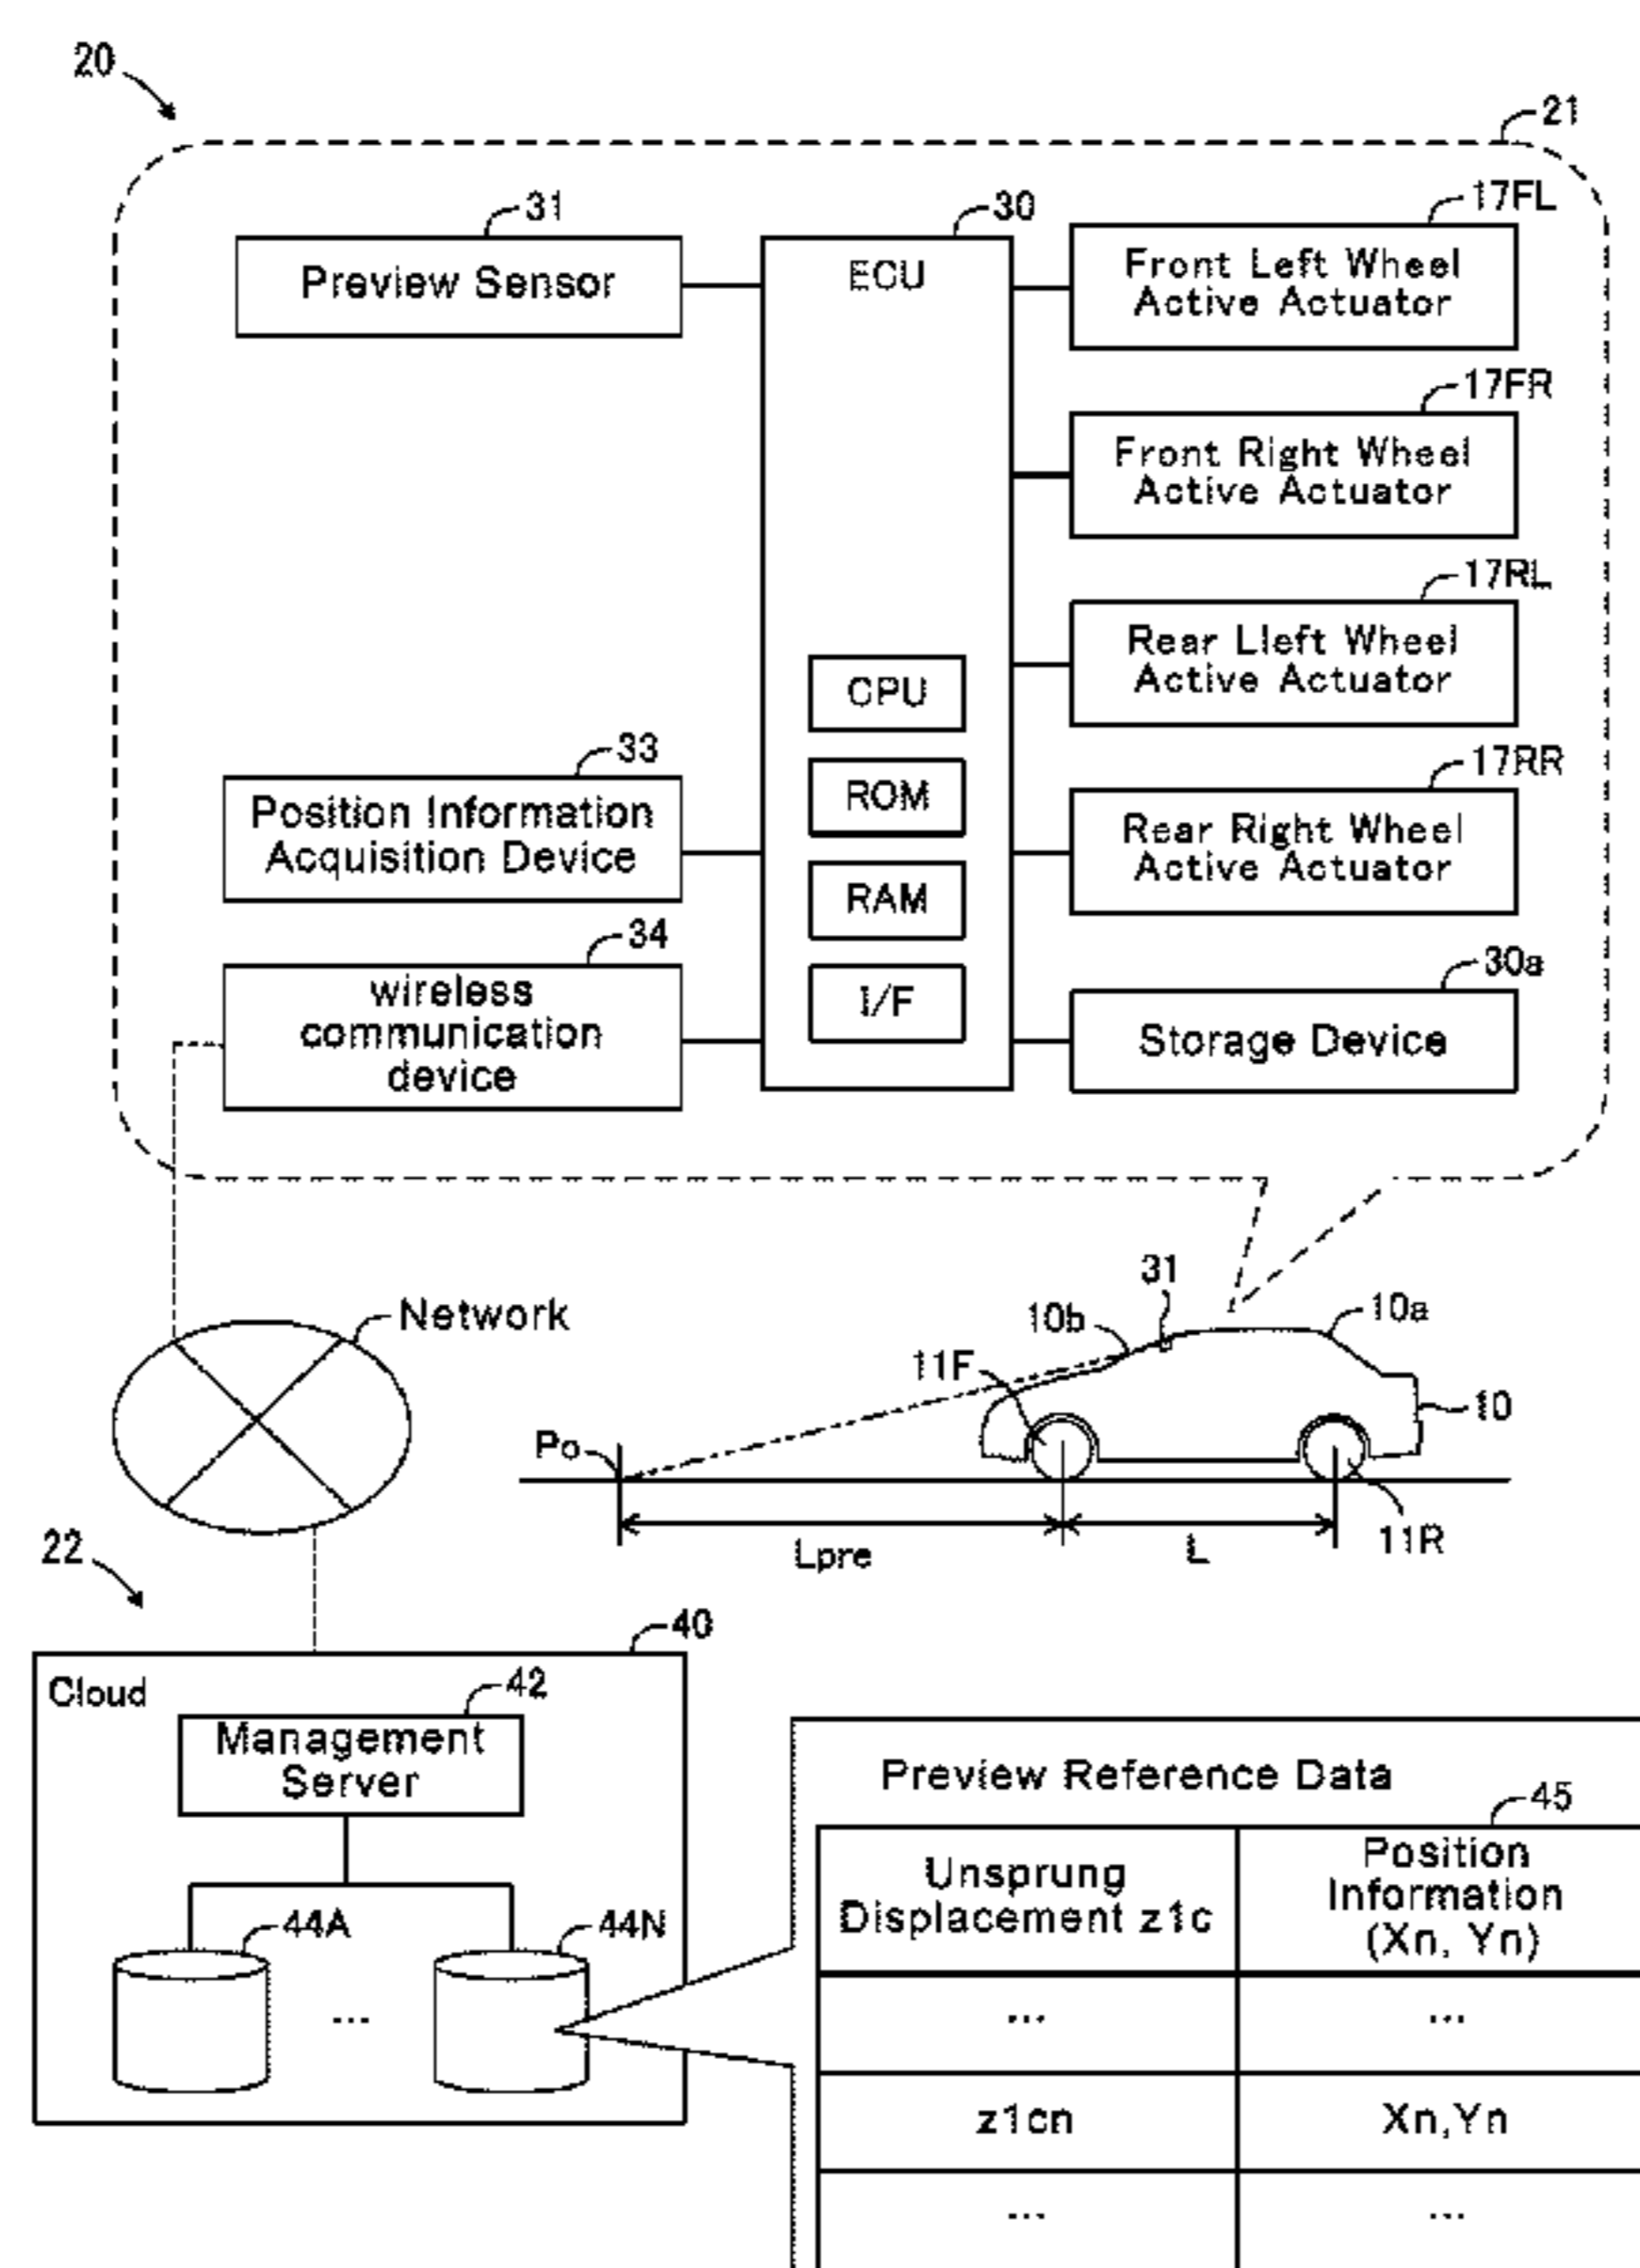 20
21
31
Preview Sensor
30
ECU
CPU
ROM
RAM
I/F
17FL
Front Left Wheel
Active Actuator
17FR
Front Right Wheel
Active Actuator
17RL
Rear Lleft Wheel
Active Actuator
17RR
Rear Right Wheel
Active Actuator
30a
Storage Device
33
Position Information
Acquisition Device
34
wireless
communication
device
Network
31
10b
10a
11F
10
Po
11R
Lpre
L
22
40
Cloud
42
Management
Server
44A
44N
...
Preview Reference Data
45
Unsprung
Displacement z1c
Position
Information
(Xn, Yn)
...
...
z1cn
Xn,Yn
...
...